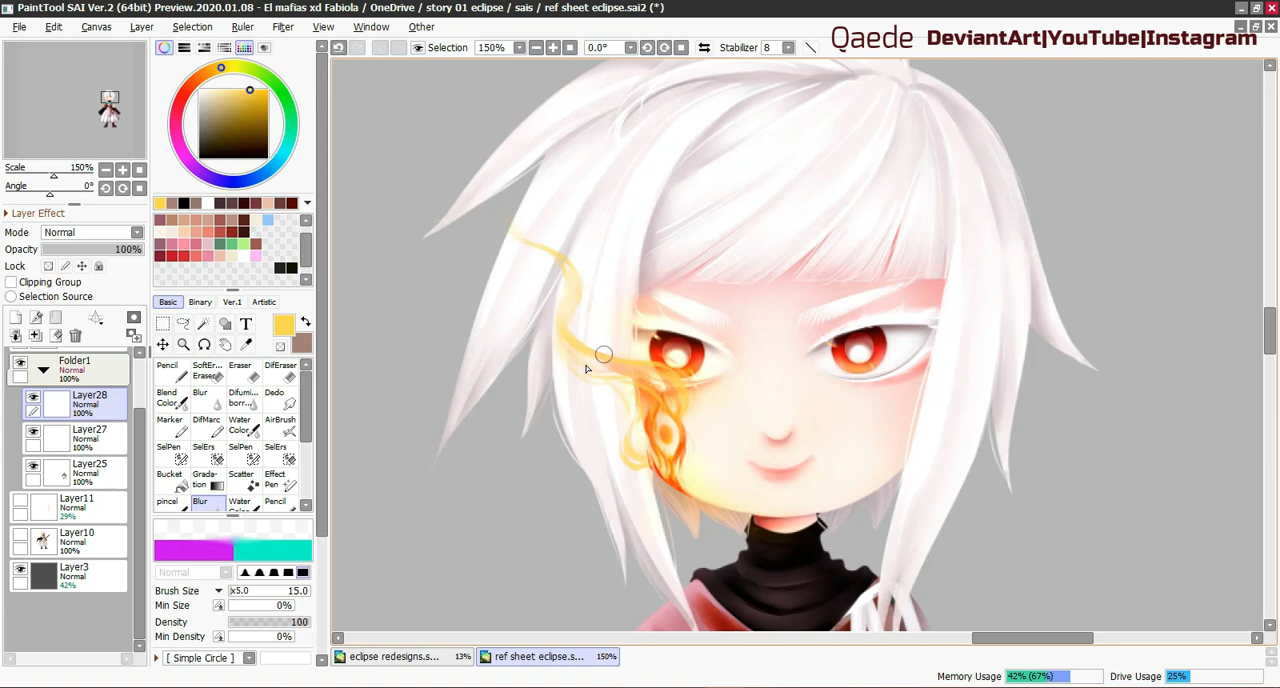 PaintTool SAI Ver.2 (64bit) Preview.2020.01.08 - El mafias xd Fabiola / OneDrive / story 01 eclipse / sais / ref sheet eclipse.sai2 (*)
File Edit Canvas Layer Selection Ruler Filter View Window Other
Selection 150% 0.0° Stabilizer 8
Qaede DeviantArt|YouTube|Instagram
Scale 150%
Angle 0°
Layer Effect
Mode Normal
Opacity 100%
Lock
Clipping Group
Selection Source
Folder1
Normal
100%
Layer28
Normal
100%
Layer27
Normal
100%
Layer25
Normal
100%
Layer11
Normal
29%
Layer10
Normal
100%
Layer3
Normal
42%
Basic Binary Ver.1 Artistic
T
Pencil SoftEr... Eraser Eraser DifEraser
Blend Color... Blur Difumi... borr... Dedo
Marker DifMarc Water Color... AirBrush
SelPen SelErs SelPen SelErs
Bucket Grada- tion Scatter Effect Pen
pincel Blur Water Pencil
Normal
Brush Size x5.0 15.0
Min Size 0%
Density 100
Min Density 0%
[ Simple Circle ]
eclipse redesigns.s... 13% ref sheet eclipse.s... 150%
Memory Usage 42% (67%) Drive Usage 25%